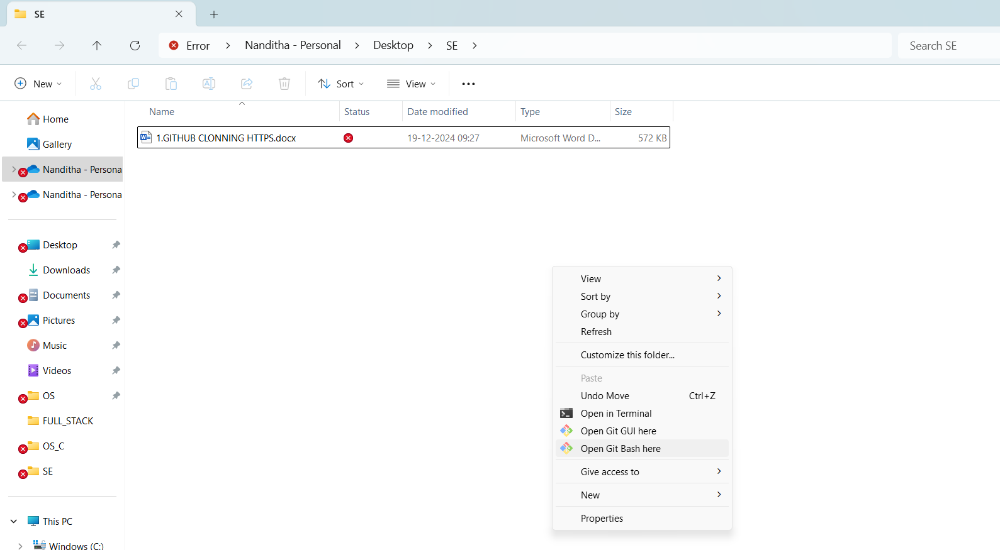 SE
Error > Nanditha - Personal > Desktop > SE >
Search SE
New
Sort
View
Name Status Date modified Type Size
1.GITHUB CLONNING HTTPS.docx 19-12-2024 09:27 Microsoft Word D... 572 KB
Home
Gallery
Nanditha - Persona
Nanditha - Persona
Desktop
Downloads
Documents
Pictures
Music
Videos
OS
FULL_STACK
OS_C
SE
This PC
Windows (C:)
View
Sort by
Group by
Refresh
Customize this folder...
Paste
Undo Move Ctrl+Z
Open in Terminal
Open Git GUI here
Open Git Bash here
Give access to
New
Properties